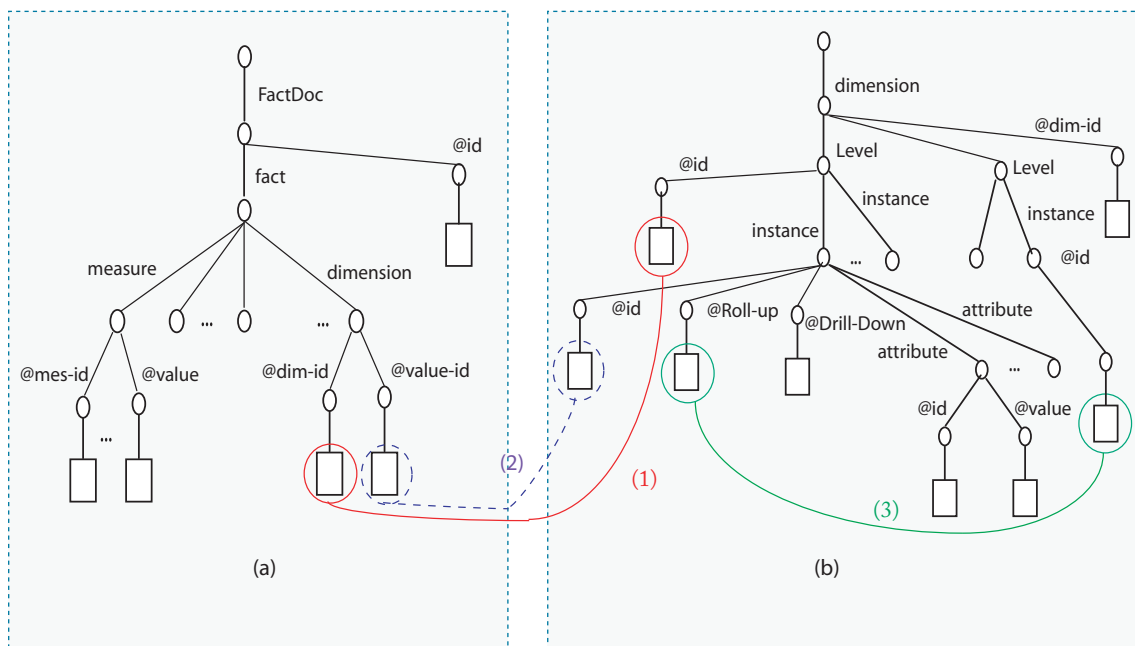 FactDoc
@id
fact
measure
dimension
...
...
@mes-id
@value
@dim-id
@value-id
...
(a)
dimension
@dim-id
Level
Level
@id
instance
instance
instance
...
@id
@id
@Roll-up
@Drill-Down
attribute
attribute
...
@id
@value
(2)
(1)
(3)
(b)